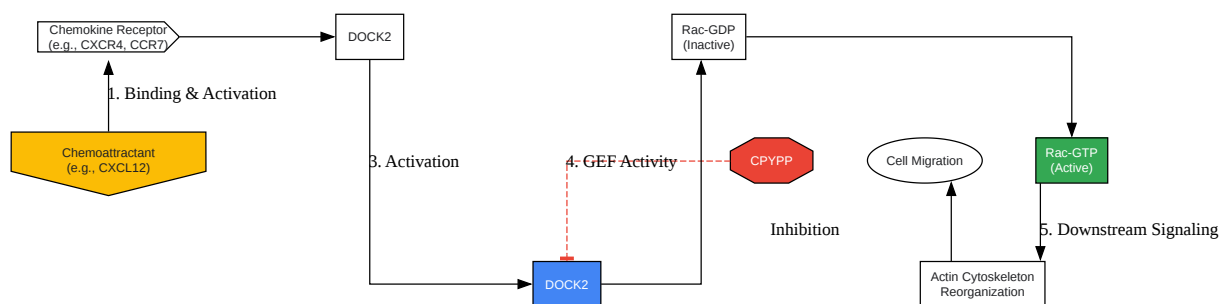 Chemokine Receptor
(e.g., CXCR4, CCR7)
DOCK2
Rac-GDP
(Inactive)
1. Binding & Activation
Chemoattractant
(e.g., CXCL12)
3. Activation
4. GEF Activity
CPYPP
Cell Migration
Rac-GTP
(Active)
Inhibition
5. Downstream Signaling
DOCK2
Actin Cytoskeleton
Reorganization